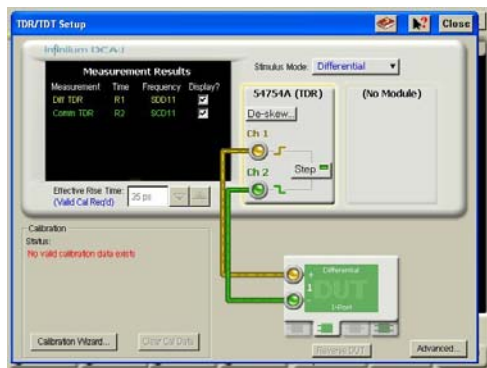 TDR/TDT Setup
Close
Infiniium DCA-J
Measurement Results
Measurement Time Frequency Display?
Diff TDR R1 SDD11
Comm TDR R2 SCD11
Effective Rise Time:
(Valid Cal Req'd)
35 ps
Stimulus Mode: Differential
54754A (TDR)
De-skew...
Ch 1
Ch 2
Step
(No Module)
Calibration
Status:
No valid calibration data exists
Calibration Wizard...
Clear Cal Data
Differential
+
1
DUT
-
1-Port
Reverse DUT
Advanced...